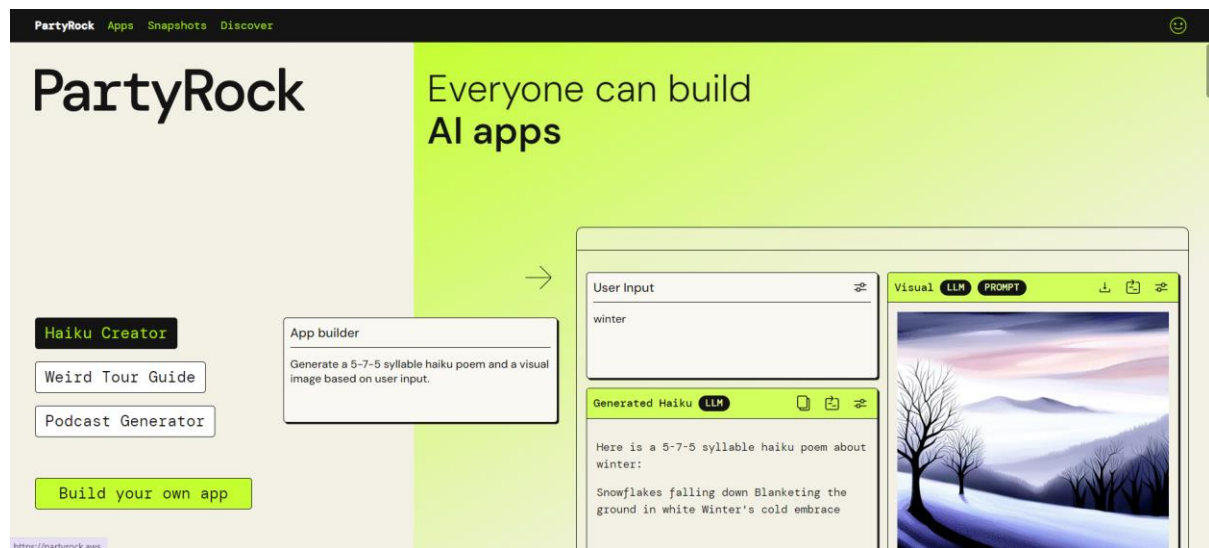 PartyRock Apps Snapshots Discover
PartyRock
Everyone can build
AI apps
Haiku Creator
Weird Tour Guide
Podcast Generator
Build your own app
App builder
Generate a 5-7-5 syllable haiku poem and a visual
image based on user input.
User Input
winter
Generated Haiku LLM
Here is a 5-7-5 syllable haiku poem about
winter:
Snowflakes falling down Blanketing the
ground in white Winter's cold embrace
Visual LLM PROMPT
https://partyrock.aws